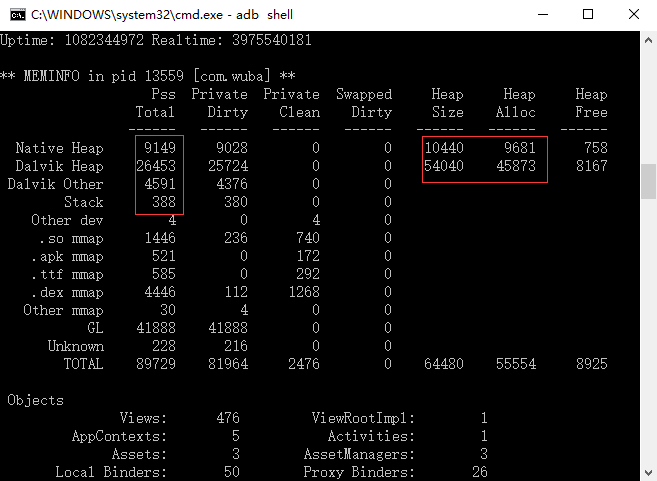 C:\WINDOWS\system32\cmd.exe - adb  shell
Uptime: 1082344972 Realtime: 3975540181
** MEMINFO in pid 13559 [com.wuba] **
Pss Private Private Swapped Heap Heap Heap
Total Dirty Clean Dirty Size Alloc Free
------ ------ ------ ------ ------ ------ ------
Native Heap 9149 9028 0 0 10440 9681 758
Dalvik Heap 26453 25724 0 0 54040 45873 8167
Dalvik Other 4591 4376 0 0
Stack 388 380 0 0
Other dev 4 0 4 0
.so mmap 1446 236 740 0
.apk mmap 521 0 172 0
.ttf mmap 585 0 292 0
.dex mmap 4446 112 1268 0
Other mmap 30 4 0 0
GL 41888 41888 0 0
Unknown 228 216 0 0
TOTAL 89729 81964 2476 0 64480 55554 8925
Objects
Views: 476 ViewRootImpl: 1
AppContexts: 5 Activities: 1
Assets: 3 AssetManagers: 3
Local Binders: 50 Proxy Binders: 26